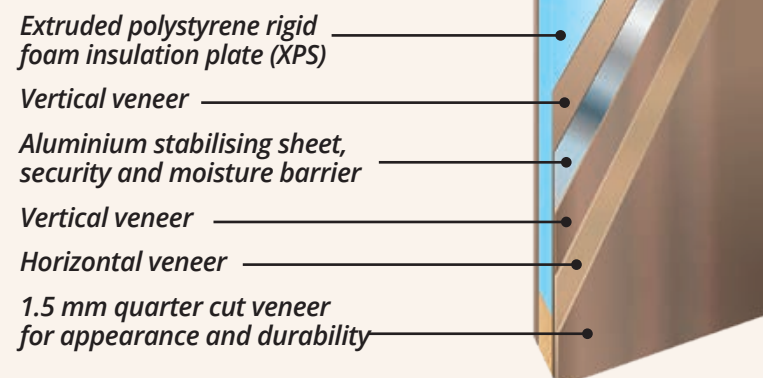 Extruded polystyrene rigid
foam insulation plate (XPS)
Vertical veneer
Aluminium stabilising sheet,
security and moisture barrier
Vertical veneer
Horizontal veneer
1.5 mm quarter cut veneer
for appearance and durability